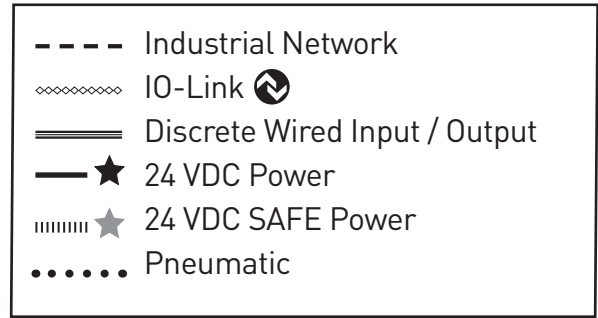 Industrial Network
IO-Link
Discrete Wired Input / Output
24 VDC Power
24 VDC SAFE Power
Pneumatic